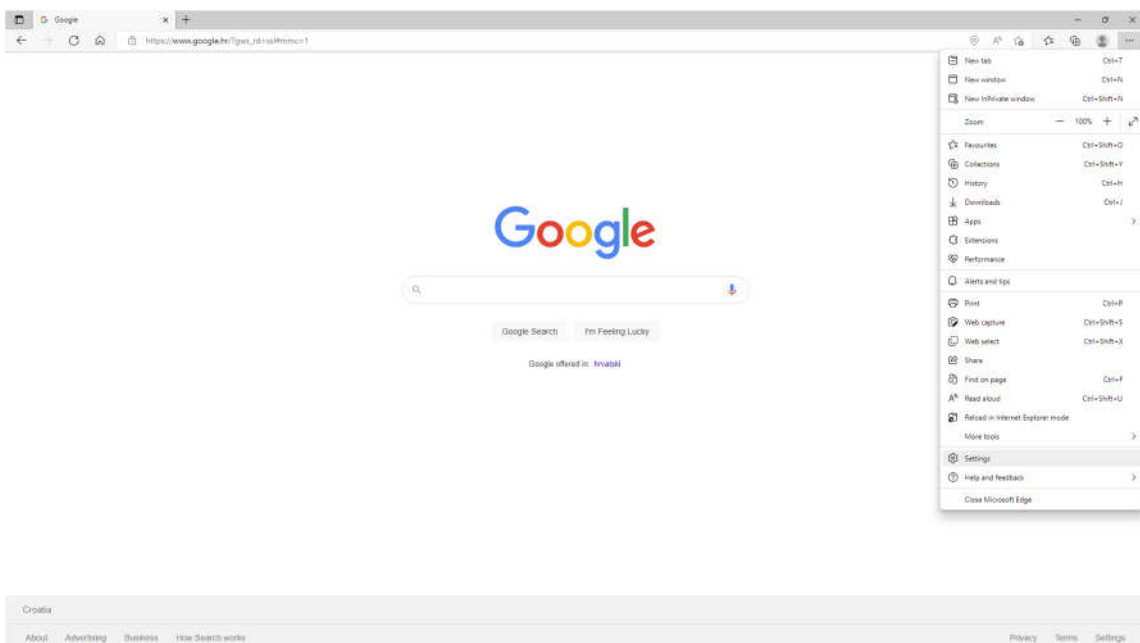 Google
https://www.google.hr/?gws_rd=ssl#mmc=1
New tab Ctrl+T
New window Ctrl+N
New InPrivate window Ctrl+Shift+N
Zoom — 100% +
Favourites Ctrl+Shift+O
Collections Ctrl+Shift+Y
History Ctrl+H
Downloads Ctrl+J
Apps
Extensions
Performance
Alerts and tips
Print Ctrl+P
Web capture Ctrl+Shift+S
Web select Ctrl+Shift+X
Share
Find on page Ctrl+F
Read aloud Ctrl+Shift+U
Reload in Internet Explorer mode
More tools
Settings
Help and feedback
Close Microsoft Edge
Google
Google Search I'm Feeling Lucky
Google offered in: hrvatski
Croatia
About Advertising Business How Search works Privacy Terms Settings